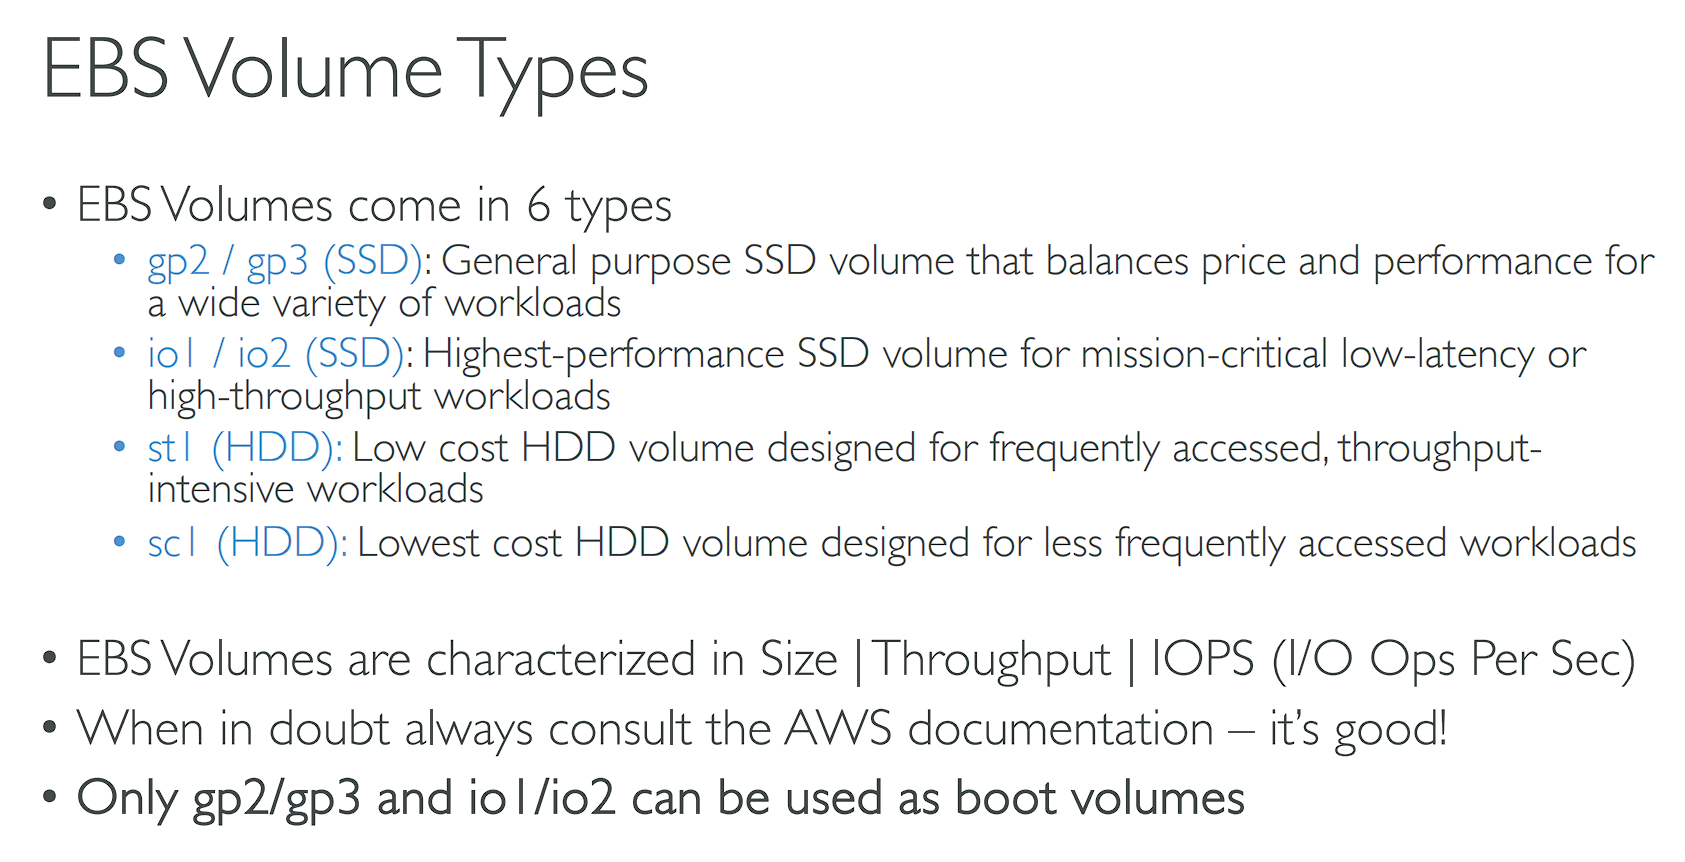 EBS Volume Types
• EBS Volumes come in 6 types
• gp2 / gp3 (SSD): General purpose SSD volume that balances price and performance for
a wide variety of workloads
• io1 / io2 (SSD): Highest-performance SSD volume for mission-critical low-latency or
high-throughput workloads
• st1 (HDD): Low cost HDD volume designed for frequently accessed, throughput-
intensive workloads
• sc1 (HDD): Lowest cost HDD volume designed for less frequently accessed workloads
• EBS Volumes are characterized in Size | Throughput | IOPS (I/O Ops Per Sec)
• When in doubt always consult the AWS documentation – it’s good!
• Only gp2/gp3 and io1/io2 can be used as boot volumes